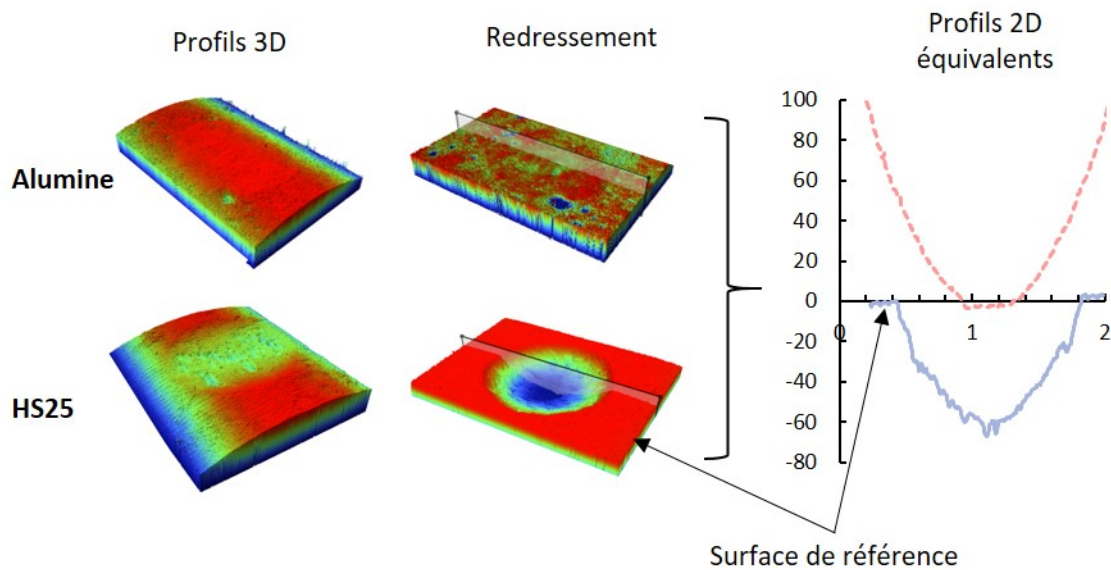 Profils 3D
Redressement
Profils 2D
équivalents
Alumine
HS25
100
80
60
40
20
0
-20
-40
-60
-80
0
1
2
Surface de référence